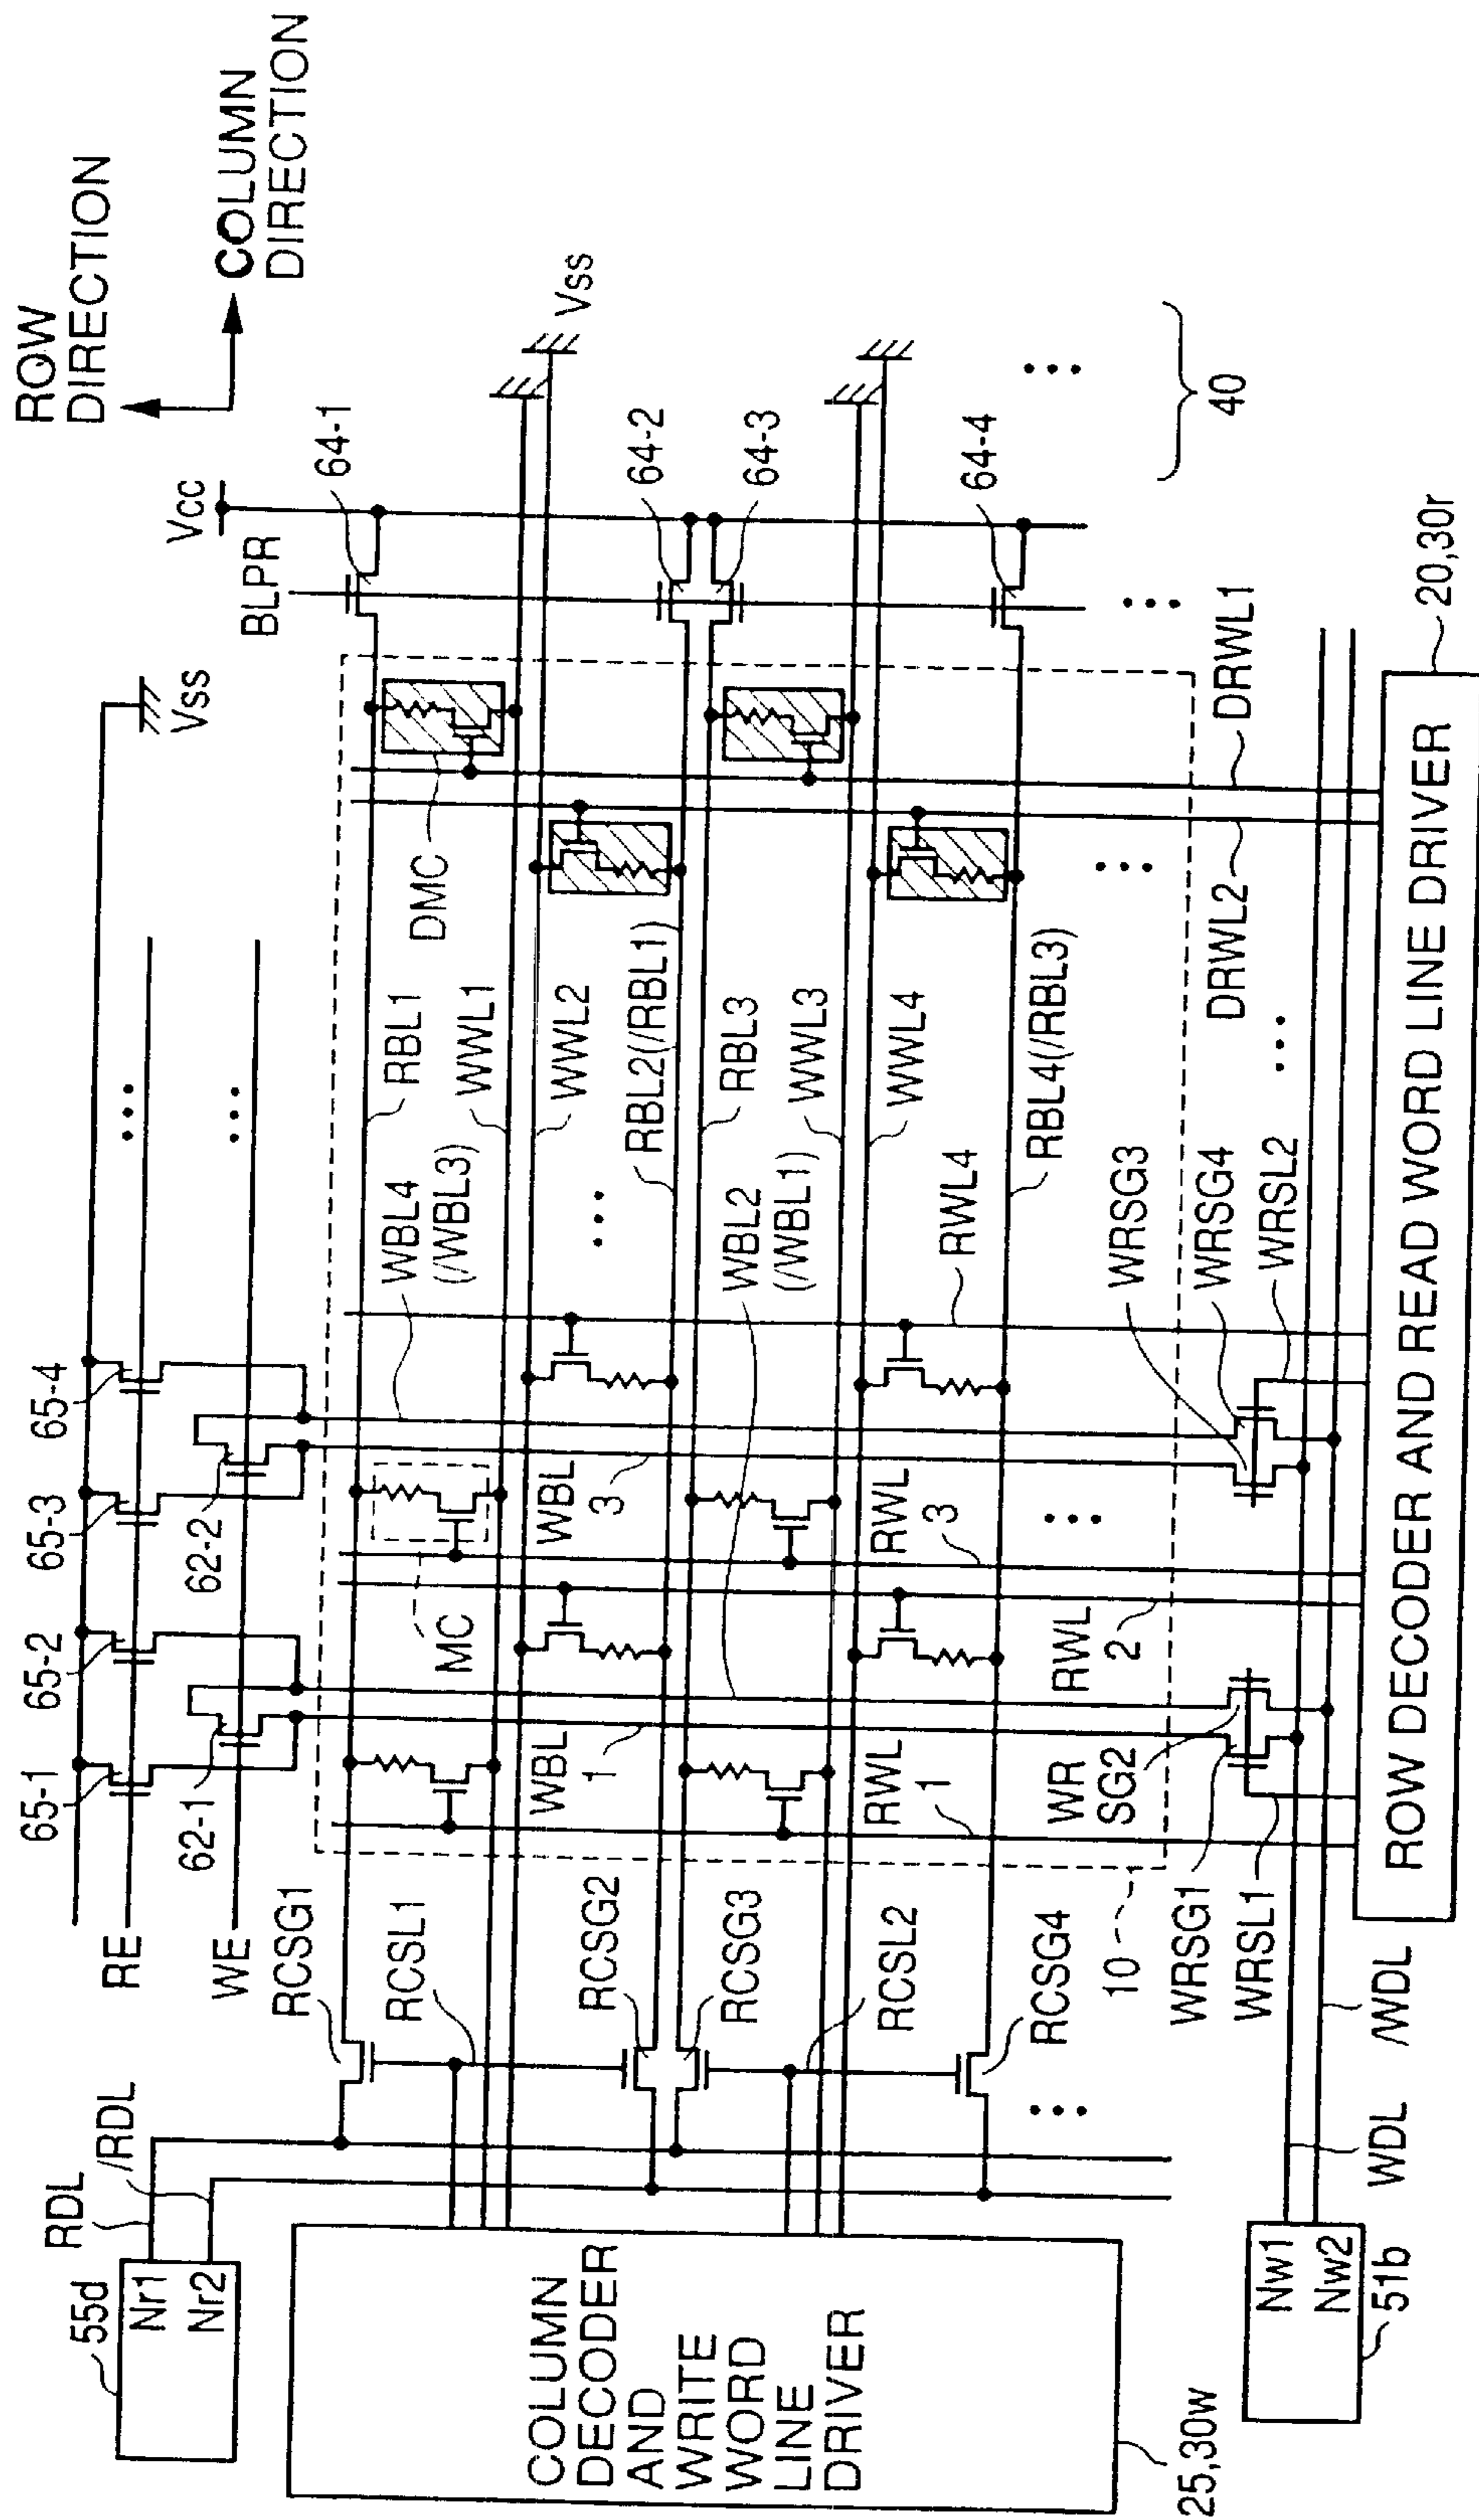 ROW
DIRECTION
COLUMN
DIRECTION
65-1
65-2
65-3
65-4
62-1
62-2
RE
WE
...
...
Vss
Vcc
BLPR
64-1
64-2
64-3
64-4
Vss
40
55d
Nr1
Nr2
RDL
/RDL
RCSG1
RCSL1
RCSG2
RCSG3
RCSL2
RCSG4
COLUMN
DECODER
AND
WRITE
WORD
LINE
DRIVER
25,30w
MC
DMC
WBL
1
WBL
3
WBL4
(/WBL3)
WBL2
(/WBL1)
RBL1
WWL1
WWL2
RBL2(/RBL1)
RBL3
WWL3
WWL4
RBL4(/RBL3)
RWL
1
RWL
2
RWL
3
RWL4
WR
SG2
10
WRSG1
WRSL1
WRSG3
WRSG4
WRSL2
DRWL2
DRWL1
20,30r
ROW DECODER AND READ WORD LINE DRIVER
Nw1
Nw2
51b
WDL
/WDL